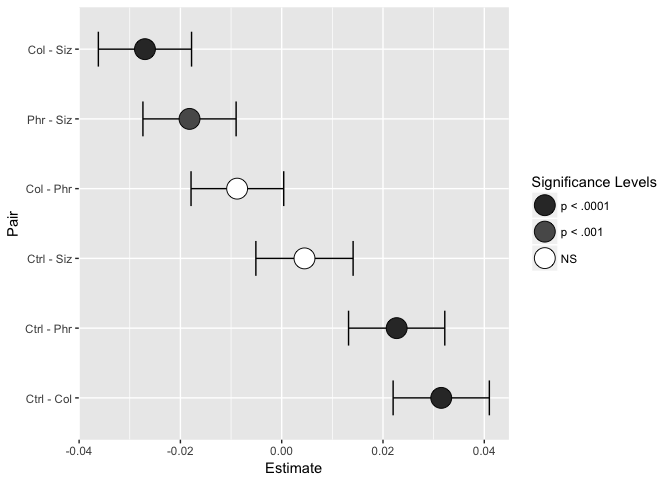 Col - Siz
Phr - Siz
Col - Phr
Ctrl - Siz
Ctrl - Phr
Ctrl - Col
Pair
-0.04 -0.02 0.00 0.02 0.04
Estimate
Significance Levels
p < .0001
p < .001
NS